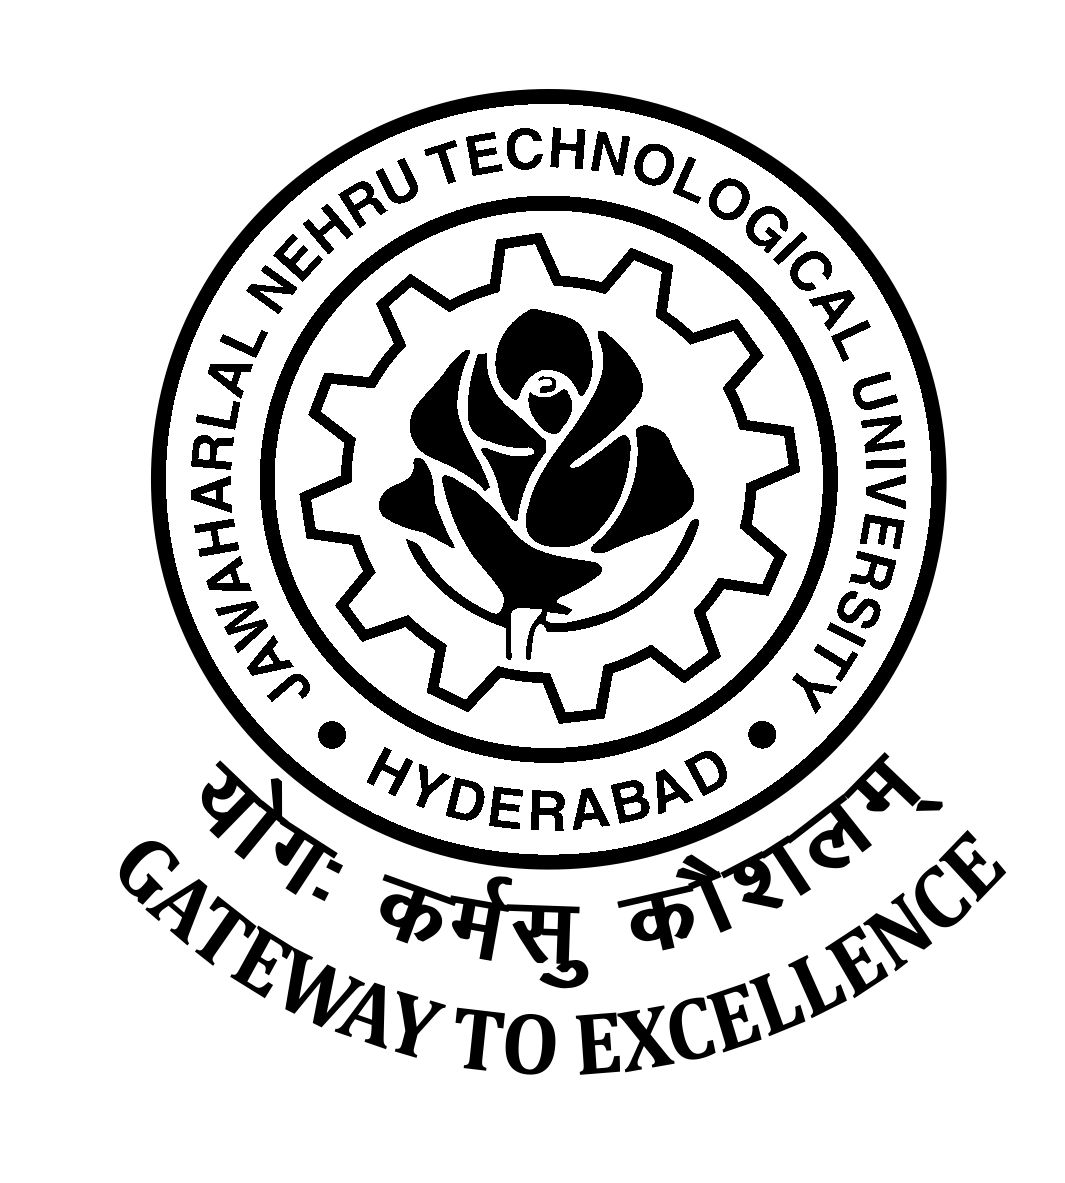 JAWAHARLAL NEHRU TECHNOLOGICAL UNIVERSITY
• HYDERABAD •
योगः कर्मसु कौशलम्
GATEWAY TO EXCELLENCE